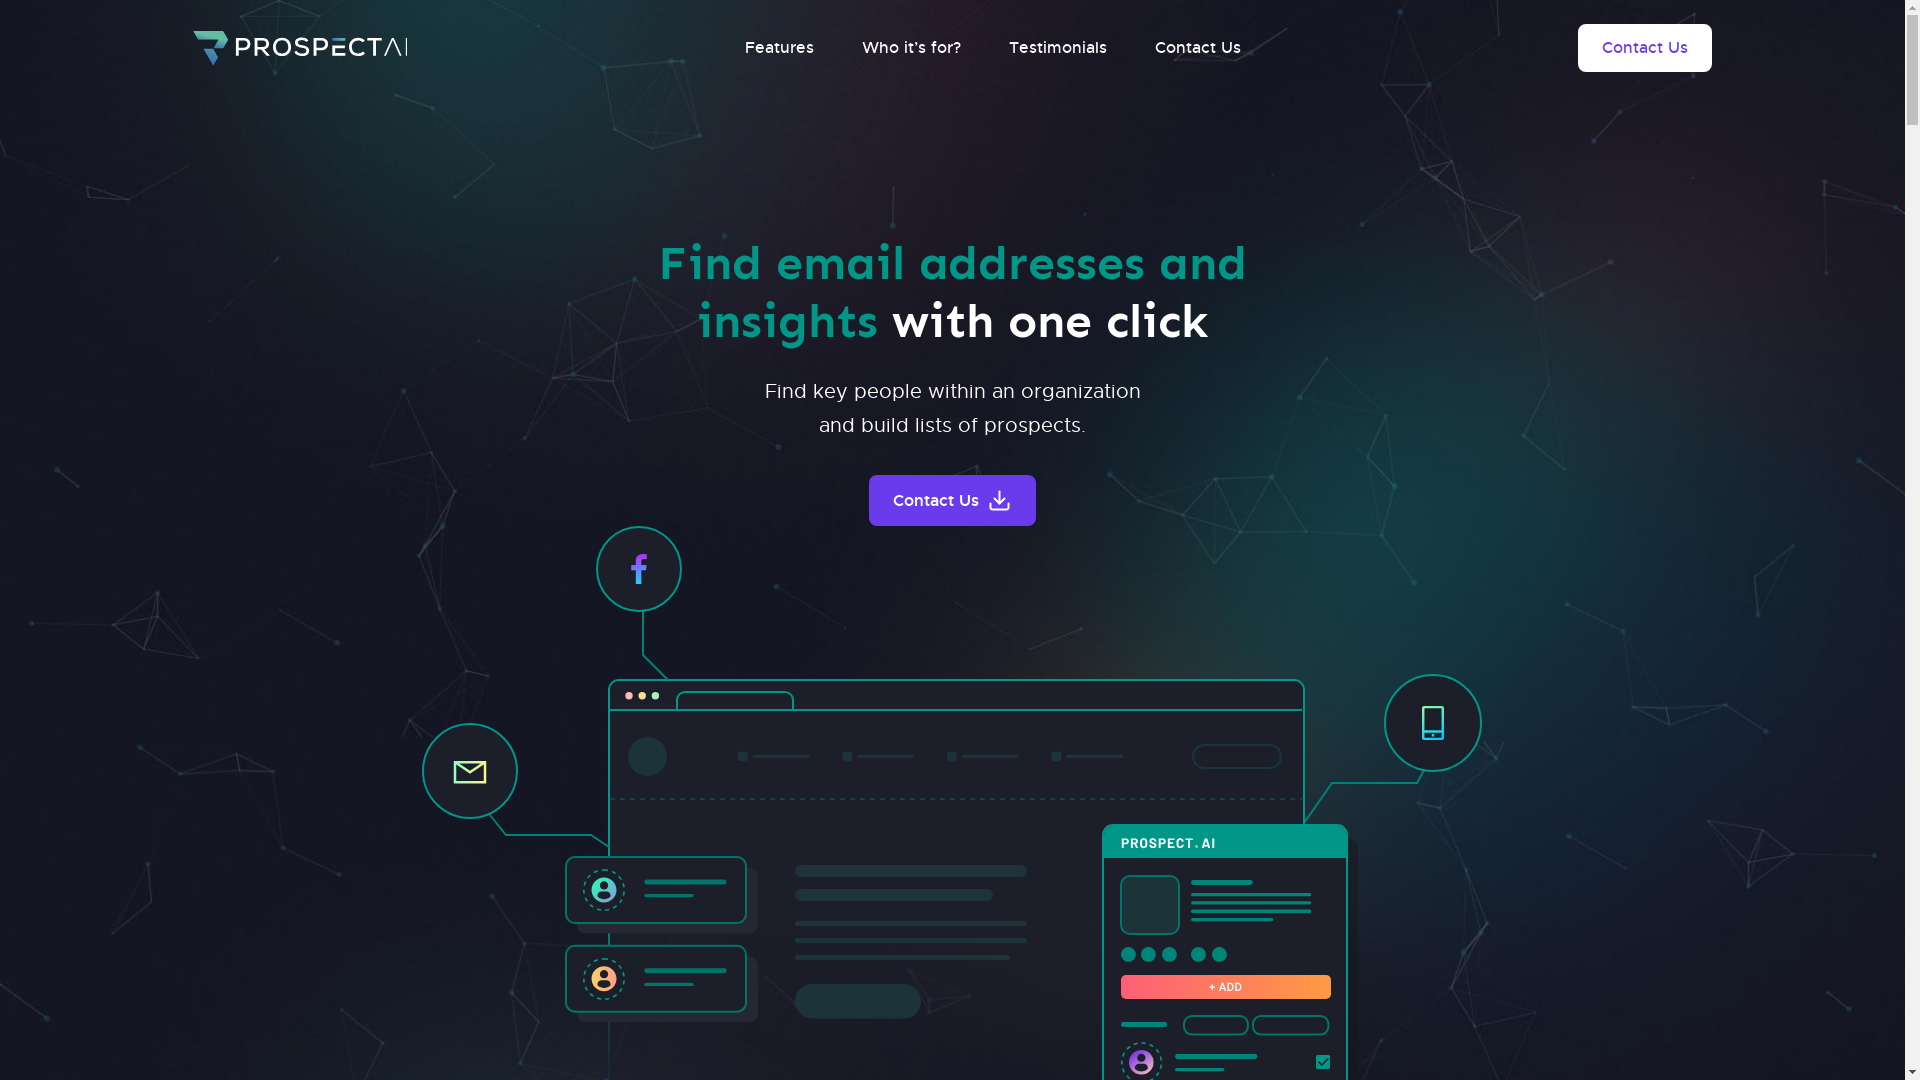 PROSPECTAI
Features
Who it's for?
Testimonials
Contact Us
Contact Us
Find email addresses and
insights with one click
Find key people within an organization
and build lists of prospects.
Contact Us
PROSPECT.AI
+ ADD